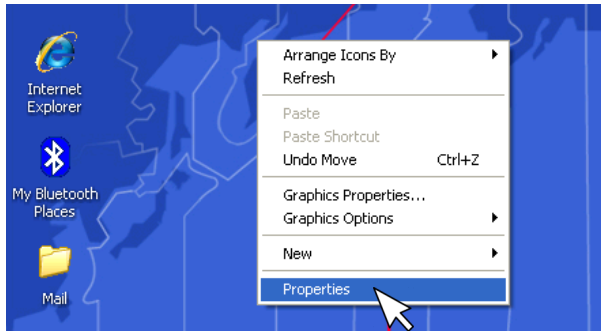 Internet
Explorer
My Bluetooth
Places
Mail
Arrange Icons By
Refresh
Paste
Paste Shortcut
Undo Move Ctrl+Z
Graphics Properties...
Graphics Options
New
Properties